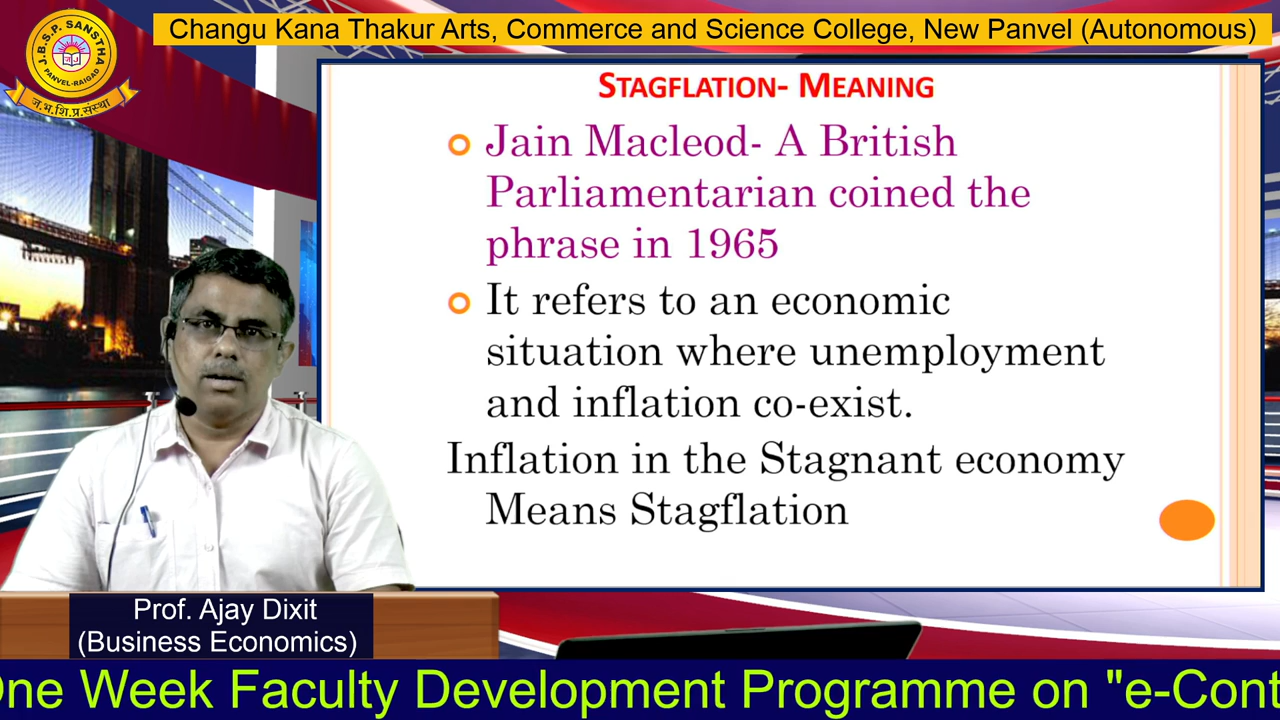 Changu Kana Thakur Arts, Commerce and Science College, New Panvel (Autonomous)
J.B.S.P. SANSTHA
PANVEL-RAIGAD
ज.भ.शि.प्र.संस्था
STAGFLATION- MEANING
Jain Macleod- A British
Parliamentarian coined the
phrase in 1965
It refers to an economic
situation where unemployment
and inflation co-exist.
Inflation in the Stagnant economy
Means Stagflation
Prof. Ajay Dixit
(Business Economics)
One Week Faculty Development Programme on "e-Cont